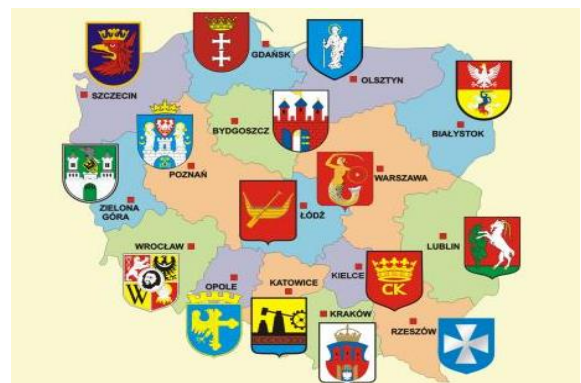 GDAŃSK
OLSZTYN
SZCZECIN
BYDGOSZCZ
BIAŁYSTOK
POZNAŃ
WARSZAWA
ZIELONA
GÓRA
ŁÓDŹ
WROCŁAW
LUBLIN
OPOLE
KATOWICE
KIELCE
CK
W
KRAKÓW
RZESZÓW